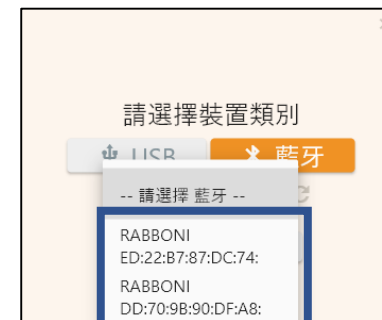 請選擇裝置類別
USB
藍牙
-- 請選擇 藍牙 --
RABBONI
ED:22:B7:87:DC:74:
RABBONI
DD:70:9B:90:DF:A8: